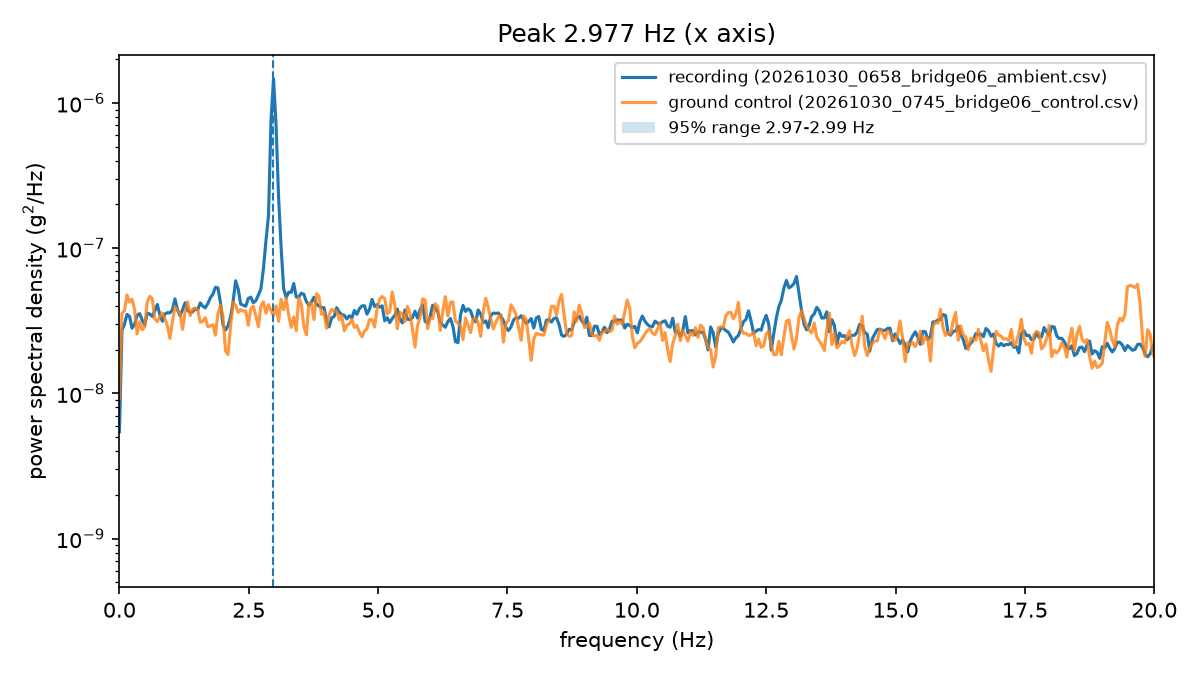 Peak 2.977 Hz (x axis)
recording (20261030_0658_bridge06_ambient.csv)
ground control (20261030_0745_bridge06_control.csv)
95% range 2.97-2.99 Hz
power spectral density (g²/Hz)
10⁻⁶
10⁻⁷
10⁻⁸
10⁻⁹
0.0 2.5 5.0 7.5 10.0 12.5 15.0 17.5 20.0
frequency (Hz)